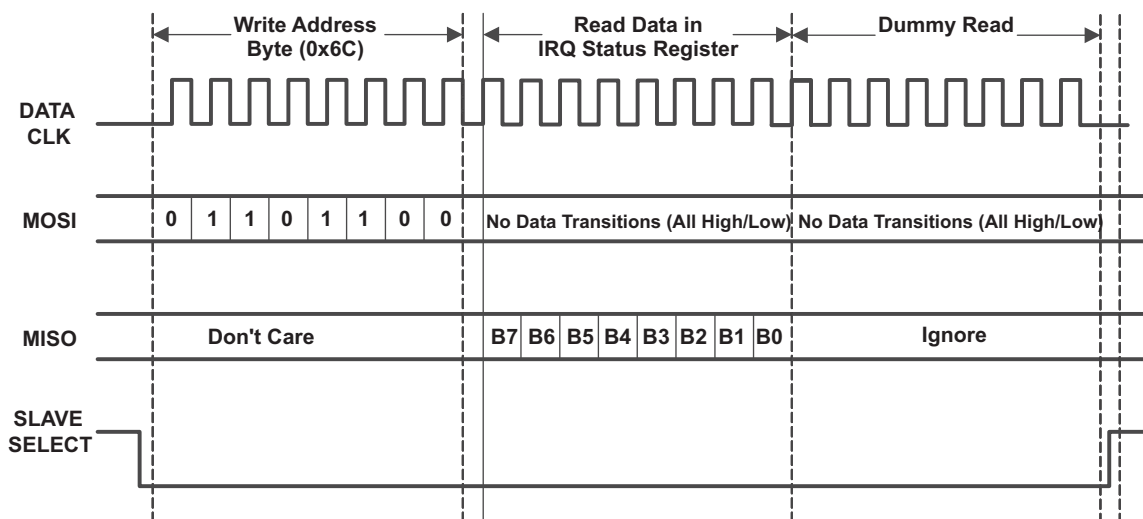 Write Address
Byte (0x6C)
Read Data in
IRQ Status Register
Dummy Read
DATA
CLK
MOSI
0 1 1 0 1 1 0 0
No Data Transitions (All High/Low)
No Data Transitions (All High/Low)
MISO
Don't Care
B7 B6 B5 B4 B3 B2 B1 B0
Ignore
SLAVE
SELECT